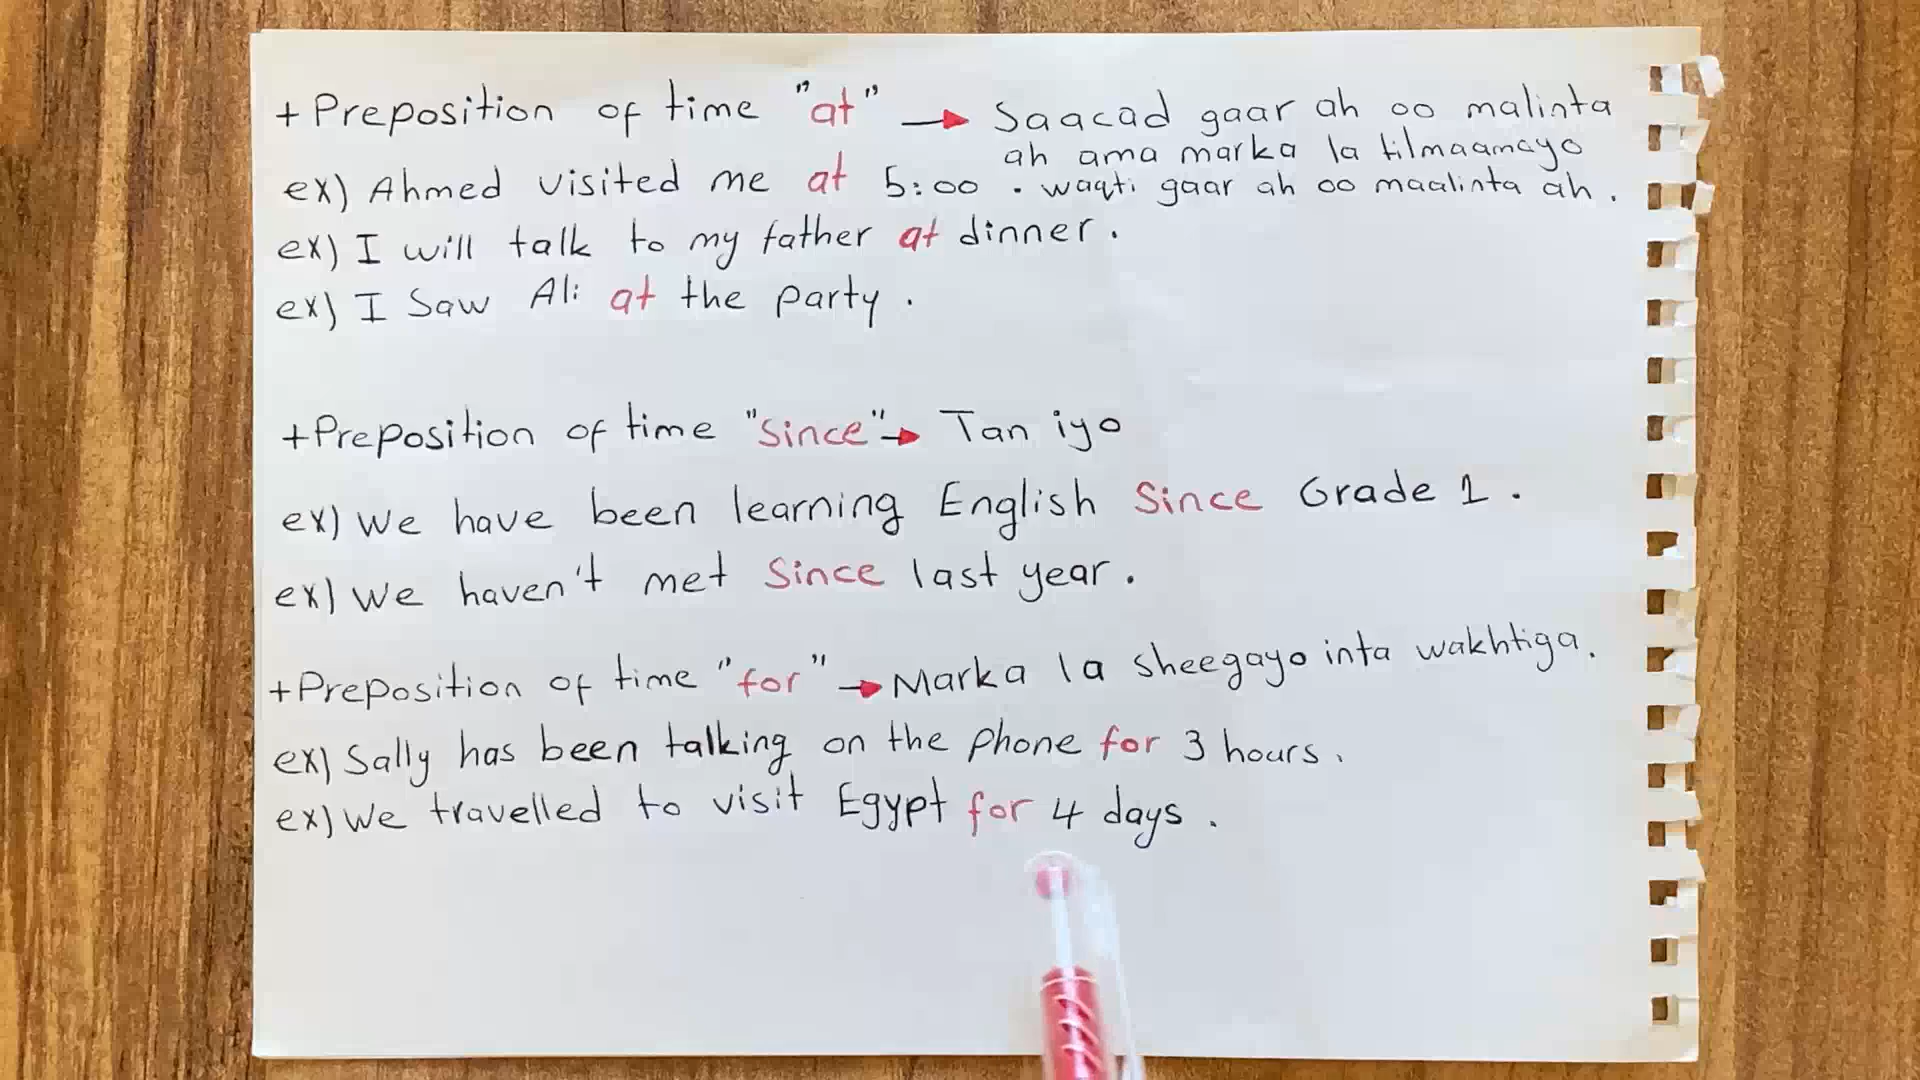 +Preposition of time "at" → Saacad gaar ah oo malinta
ah ama marka la tilmaamayo
ex) Ahmed visited me at 5:00 . waqti gaar ah oo maalinta ah .
ex) I will talk to my father at dinner .
ex) I Saw Ali at the party .
+Preposition of time "since" → Tan iyo
ex) We have been learning English Since Grade 1 .
ex) We haven't met Since last year .
+Preposition of time "for" → Marka la sheegayo inta wakhtiga .
ex) Sally has been talking on the phone for 3 hours .
ex) We travelled to visit Egypt for 4 days .